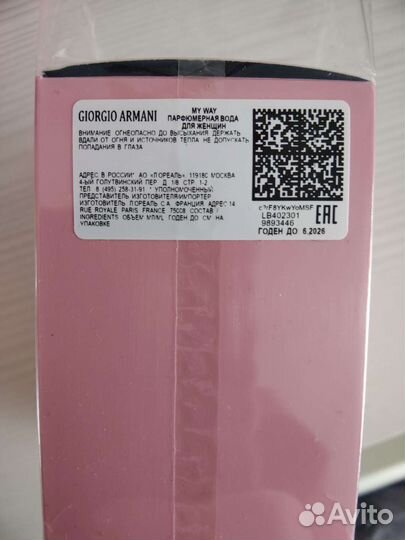 GIORGIO ARMANI
MY WAY
ПАРФЮМЕРНАЯ ВОДА
ДЛЯ ЖЕНЩИН
ВНИМАНИЕ ОГНЕОПАСНО ДО ВЫСЫХАНИЯ. ДЕРЖАТЬ
ВДАЛИ ОТ ОГНЯ И ИСТОЧНИКОВ ТЕПЛА. НЕ ДОПУСКАТЬ
ПОПАДАНИЯ В ГЛАЗА
АДРЕС В РОССИИ* АО «ЛОРЕАЛЬ» 119180 МОСКВА
4-ЫЙ ГОЛУТВИНСКИЙ ПЕР. Д. 1/8 СТР. 1-2
ТЕЛ. 8 (495) 258-31-91 * УПОЛНОМОЧЕННЫЙ
ПРЕДСТАВИТЕЛЬ ИЗГОТОВИТЕЛЯ/ИМПОРТЕР
ИЗГОТОВИТЕЛЬ Л'ОРЕАЛЬ С.А. ФРАНЦИЯ АДРЕС:14
RUE ROYALE PARIS FRANCE 75008 СОСТАВ /
INGREDIENTS ОБЪЕМ МЛ/ML ГОДЕН ДО СМ. НА
УПАКОВКЕ
c?rF8YKwYoMSF
LB402301
9893446
EAC
ГОДЕН ДО 6.2026
Avito